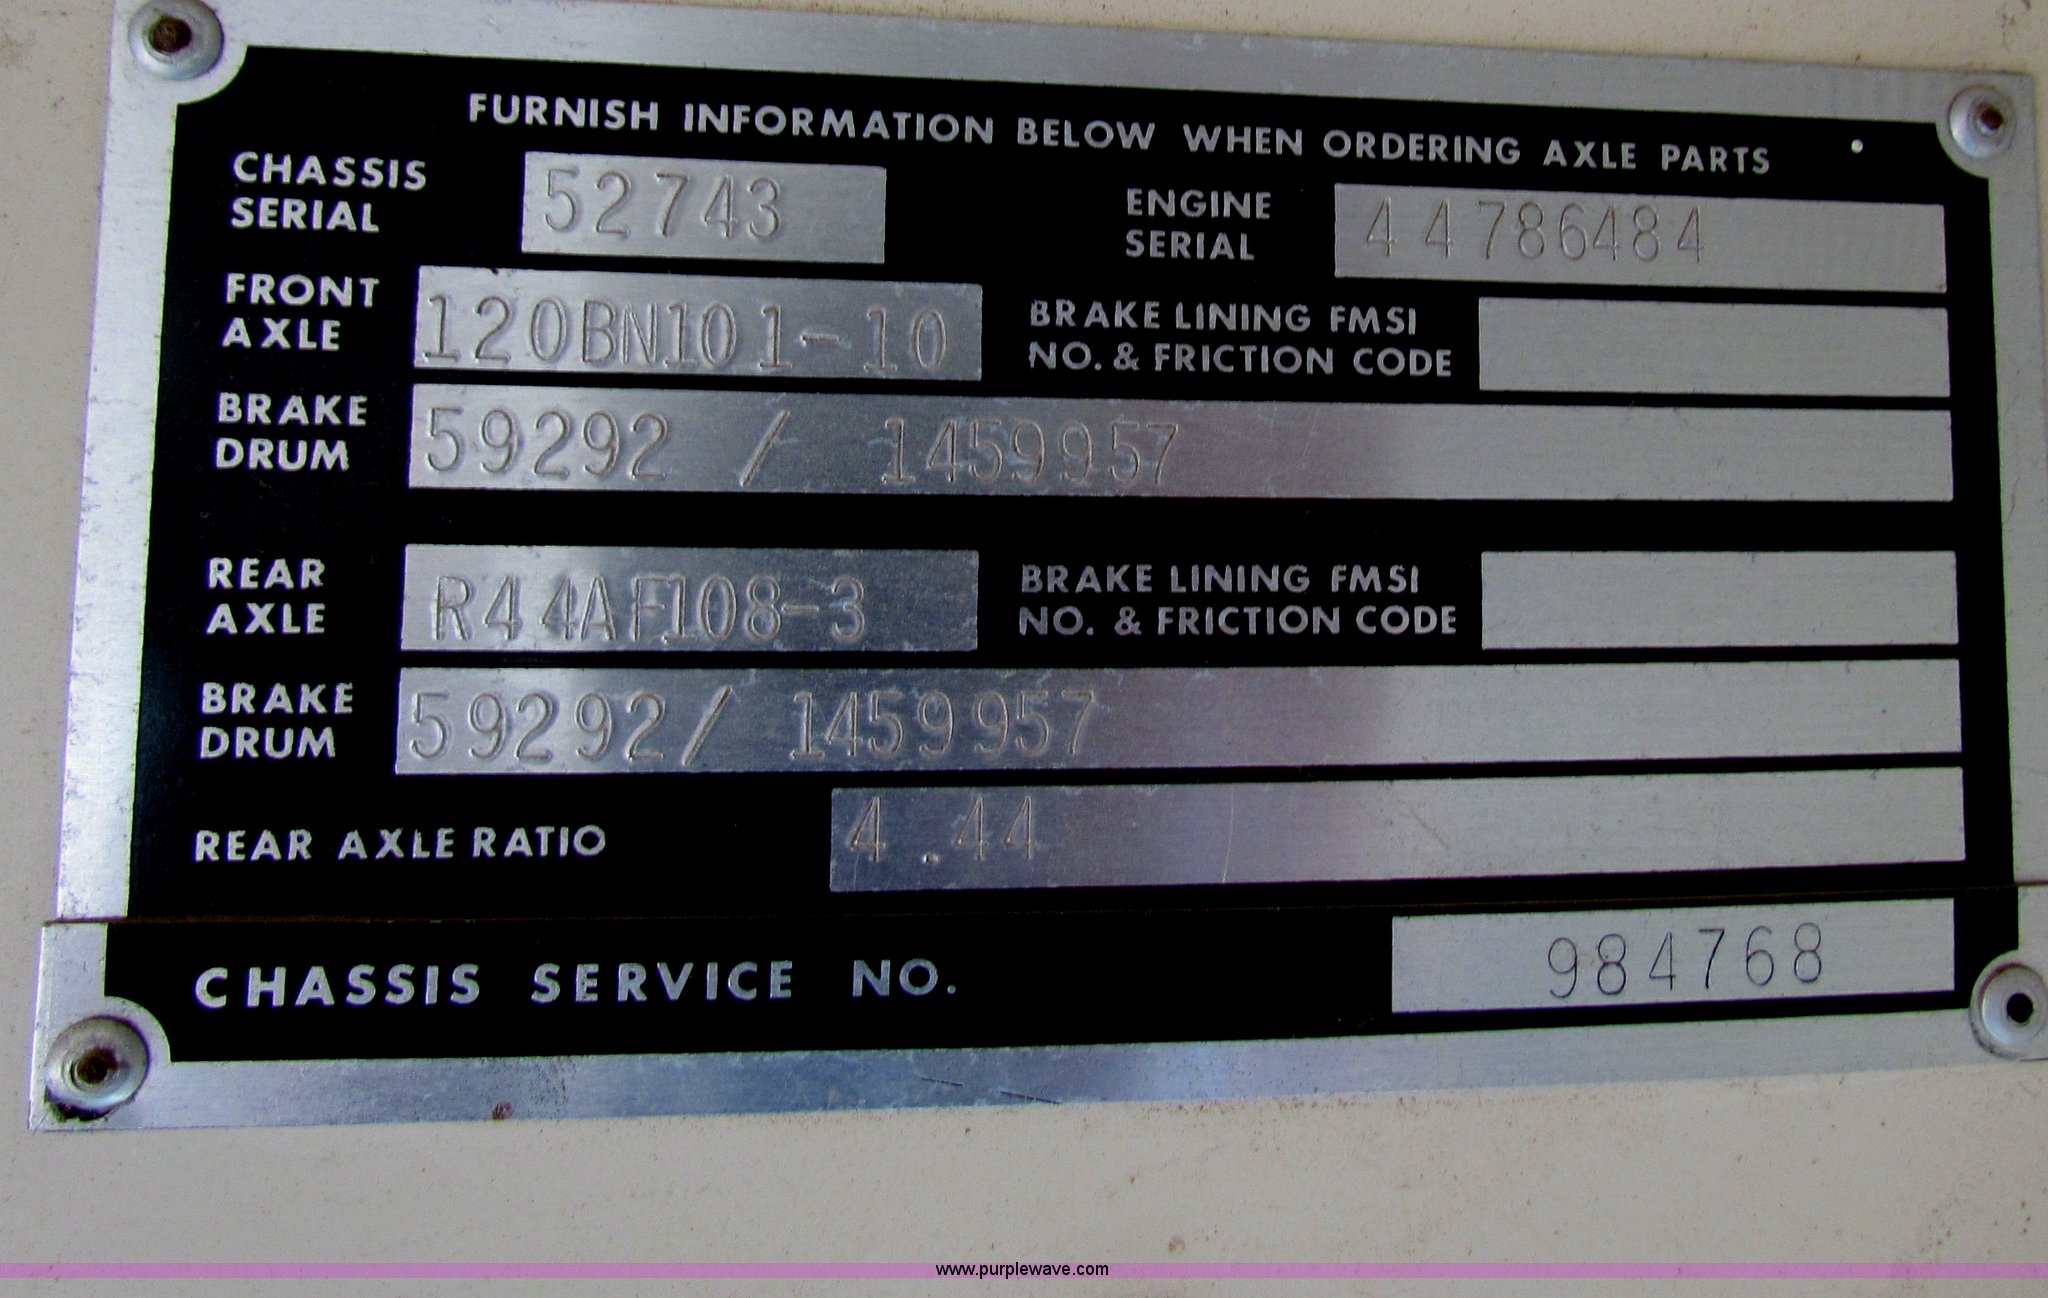 FURNISH INFORMATION BELOW WHEN ORDERING AXLE PARTS
CHASSIS SERIAL 52743 ENGINE SERIAL 44786484
FRONT AXLE 120BN101-10 BRAKE LINING FMSI NO. & FRICTION CODE
BRAKE DRUM 59292 / 1459957
REAR AXLE R44AF108-3 BRAKE LINING FMSI NO. & FRICTION CODE
BRAKE DRUM 59292/ 1459957
REAR AXLE RATIO 4.44
CHASSIS SERVICE NO. 984768
www.purplewave.com